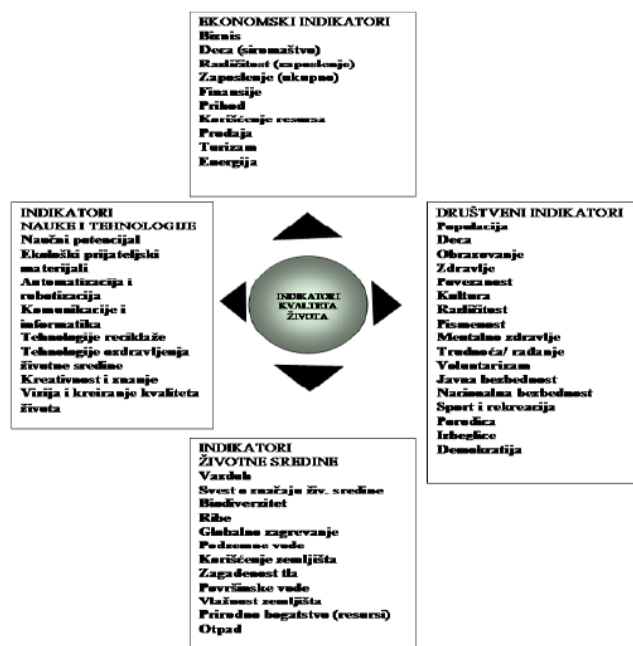 EKONOMSKI INDIKATORI
Biznis
Deca (siromaštvo)
Različitost (zaposlenje)
Zaposlenje (ukupno)
Finansije
Prihod
Korišćenje resursa
Prodaja
Turizam
Energija
INDIKATORI
NAUKE I TEHNOLOGIJE
Naučni potencijal
Ekološki prijateljski
materijali
Automatizacija i
robotizacija
Komunikacije i
informatika
Tehnologije reciklaže
Tehnologije ozdravljenja
životne sredine
Kreativnost i znanje
Vizija i kreiranje kvaliteta
života
INDIKATORI
KVALITETA
ŽIVOTA
DRUŠTVENI INDIKATORI
Populacija
Deca
Obrazovanje
Zdravlje
Povezanost
Kultura
Različitost
Pismenost
Mentalno zdravlje
Trudnoća/ rađanje
Voluntarizam
Javna bezbednost
Nacionalna bezbednost
Sport i rekreacija
Porodica
Izbeglice
Demokratija
INDIKATORI
ŽIVOTNE SREDINE
Vazduh
Svest o značaju živ. sredine
Biodiverzitet
Ribe
Globalno zagrevanje
Podzemne vode
Korišćenje zemljišta
Zagađenost tla
Površinske vode
Vlažnost zemljišta
Prirodno bogatstvo (resursi)
Otpad